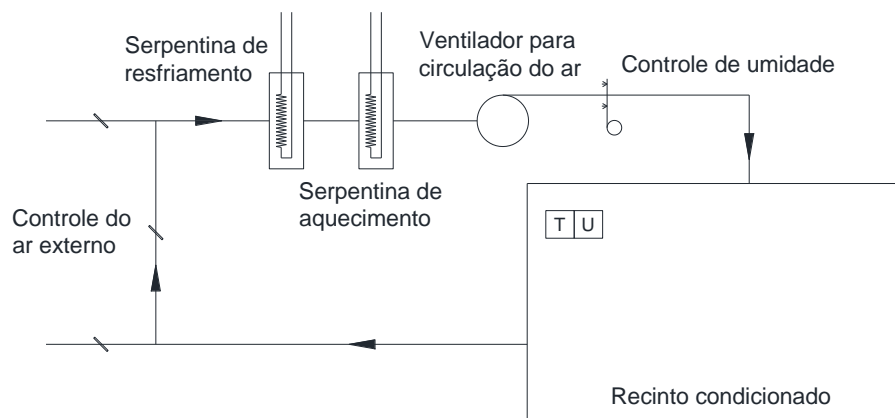 Serpentina de
resfriamento
Ventilador para
circulação do ar
Controle de umidade
Serpentina de
aquecimento
Controle do
ar externo
T U
Recinto condicionado